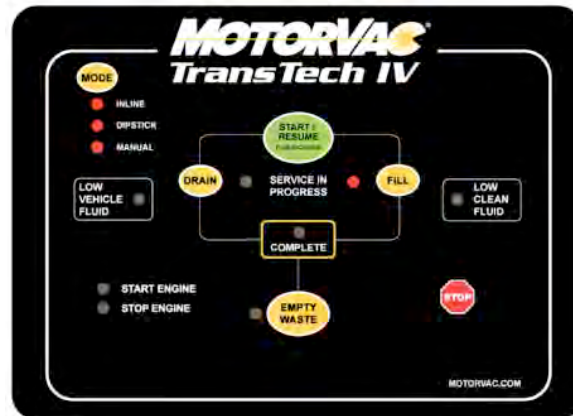 MOTORVAC
TransTech IV
MODE
INLINE
DIPSTICK
MANUAL
START /
RESUME
DRAIN
SERVICE IN
PROGRESS
FILL
LOW
VEHICLE
FLUID
LOW
CLEAN
FLUID
COMPLETE
START ENGINE
STOP ENGINE
EMPTY
WASTE
STOP
MOTORVAC.COM